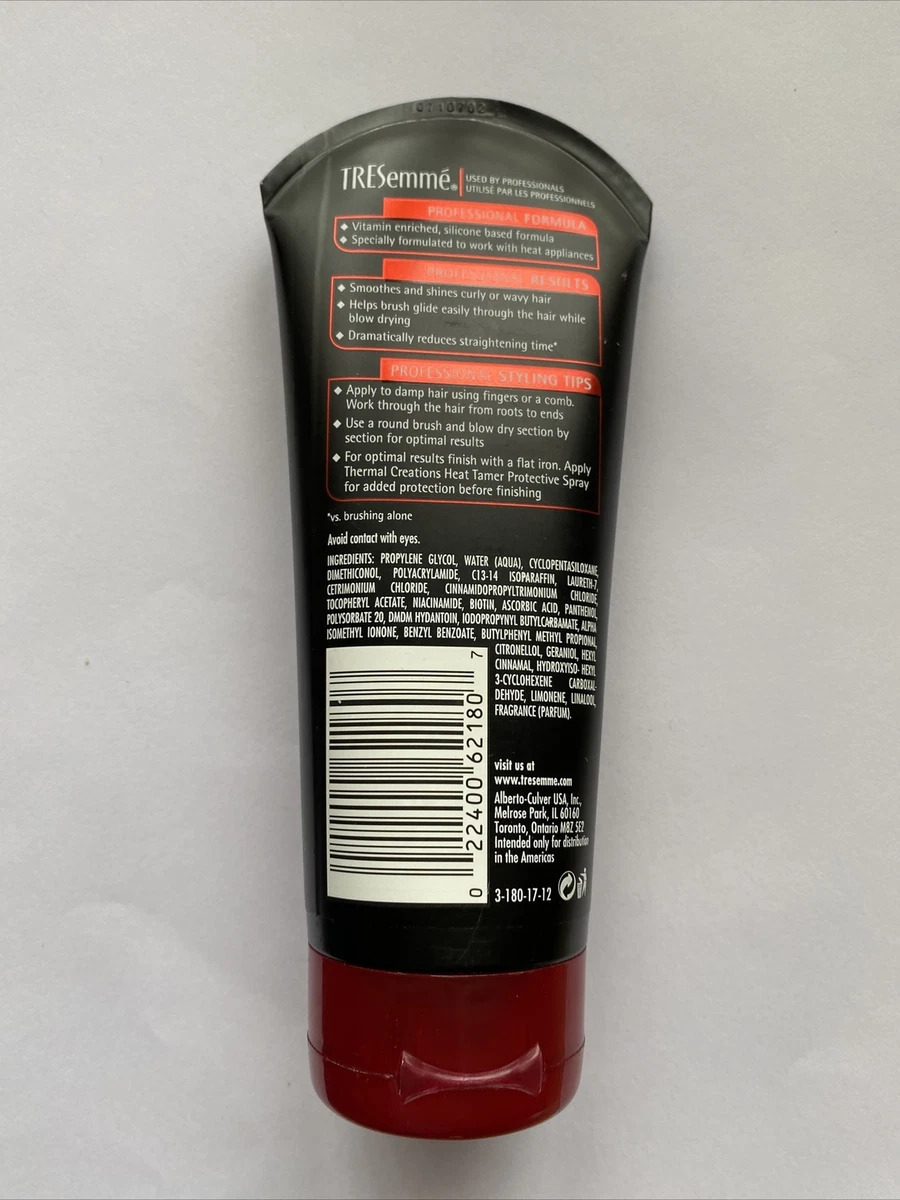 0710702
TRESemmé® USED BY PROFESSIONALS
UTILISÉ PAR LES PROFESSIONNELS
PROFESSIONAL FORMULA
◆ Vitamin enriched, silicone based formula
◆ Specially formulated to work with heat appliances
PROFESSIONAL RESULTS
◆ Smoothes and shines curly or wavy hair
◆ Helps brush glide easily through the hair while
blow drying
◆ Dramatically reduces straightening time*
PROFESSIONAL STYLING TIPS
◆ Apply to damp hair using fingers or a comb.
Work through the hair from roots to ends
◆ Use a round brush and blow dry section by
section for optimal results
◆ For optimal results finish with a flat iron. Apply
Thermal Creations Heat Tamer Protective Spray
for added protection before finishing
*vs. brushing alone
Avoid contact with eyes.
INGREDIENTS: PROPYLENE GLYCOL, WATER (AQUA), CYCLOPENTASILOXANE,
DIMETHICONOL, POLYACRYLAMIDE, C13-14 ISOPARAFFIN, LAURETH-7,
CETRIMONIUM CHLORIDE, CINNAMIDOPROPYLTRIMONIUM CHLORIDE,
TOCOPHERYL ACETATE, NIACINAMIDE, BIOTIN, ASCORBIC ACID, PANTHENOL,
POLYSORBATE 20, DMDM HYDANTOIN, IODOPROPYNYL BUTYLCARBAMATE, ALPHA
ISOMETHYL IONONE, BENZYL BENZOATE, BUTYLPHENYL METHYL PROPIONAL,
CITRONELLOL, GERANIOL, HEXYL
CINNAMAL, HYDROXYISO- HEXYL
3-CYCLOHEXENE CARBOXAL-
DEHYDE, LIMONENE, LINALOOL,
FRAGRANCE (PARFUM).
0 22400 62180 7
visit us at
www.tresemme.com
Alberto-Culver USA, Inc.,
Melrose Park, IL 60160
Toronto, Ontario M8Z 5E2
Intended only for distribution
in the Americas
3-180-17-12